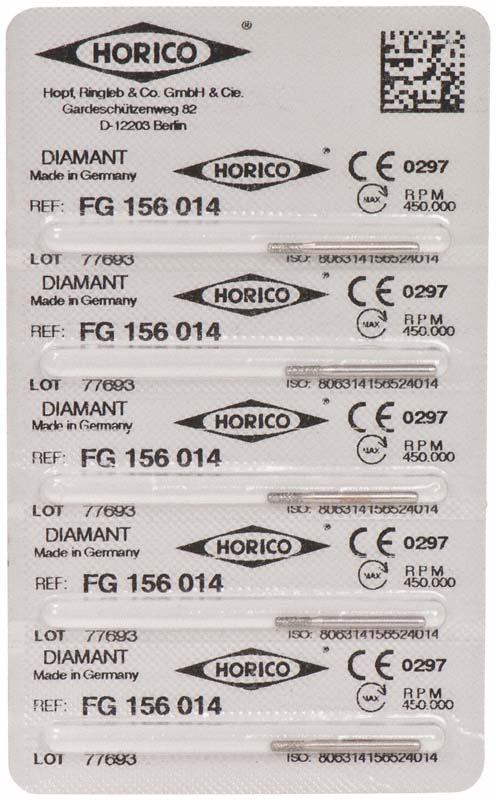 HORICO ®
Hopf, Ringleb & Co. GmbH & Cie.
Gardeschützenweg 82
D-12203 Berlin
DIAMANT HORICO ® CE 0297
Made in Germany
MAX RPM 450.000
REF: FG 156 014
LOT 77693 ISO: 806314156524014
DIAMANT HORICO ® CE 0297
Made in Germany
MAX RPM 450.000
REF: FG 156 014
LOT 77693 ISO: 806314156524014
DIAMANT HORICO ® CE 0297
Made in Germany
MAX RPM 450.000
REF: FG 156 014
LOT 77693 ISO: 806314156524014
DIAMANT HORICO ® CE 0297
Made in Germany
MAX RPM 450.000
REF: FG 156 014
LOT 77693 ISO: 806314156524014
DIAMANT HORICO ® CE 0297
Made in Germany
MAX RPM 450.000
REF: FG 156 014
LOT 77693 ISO: 806314156524014